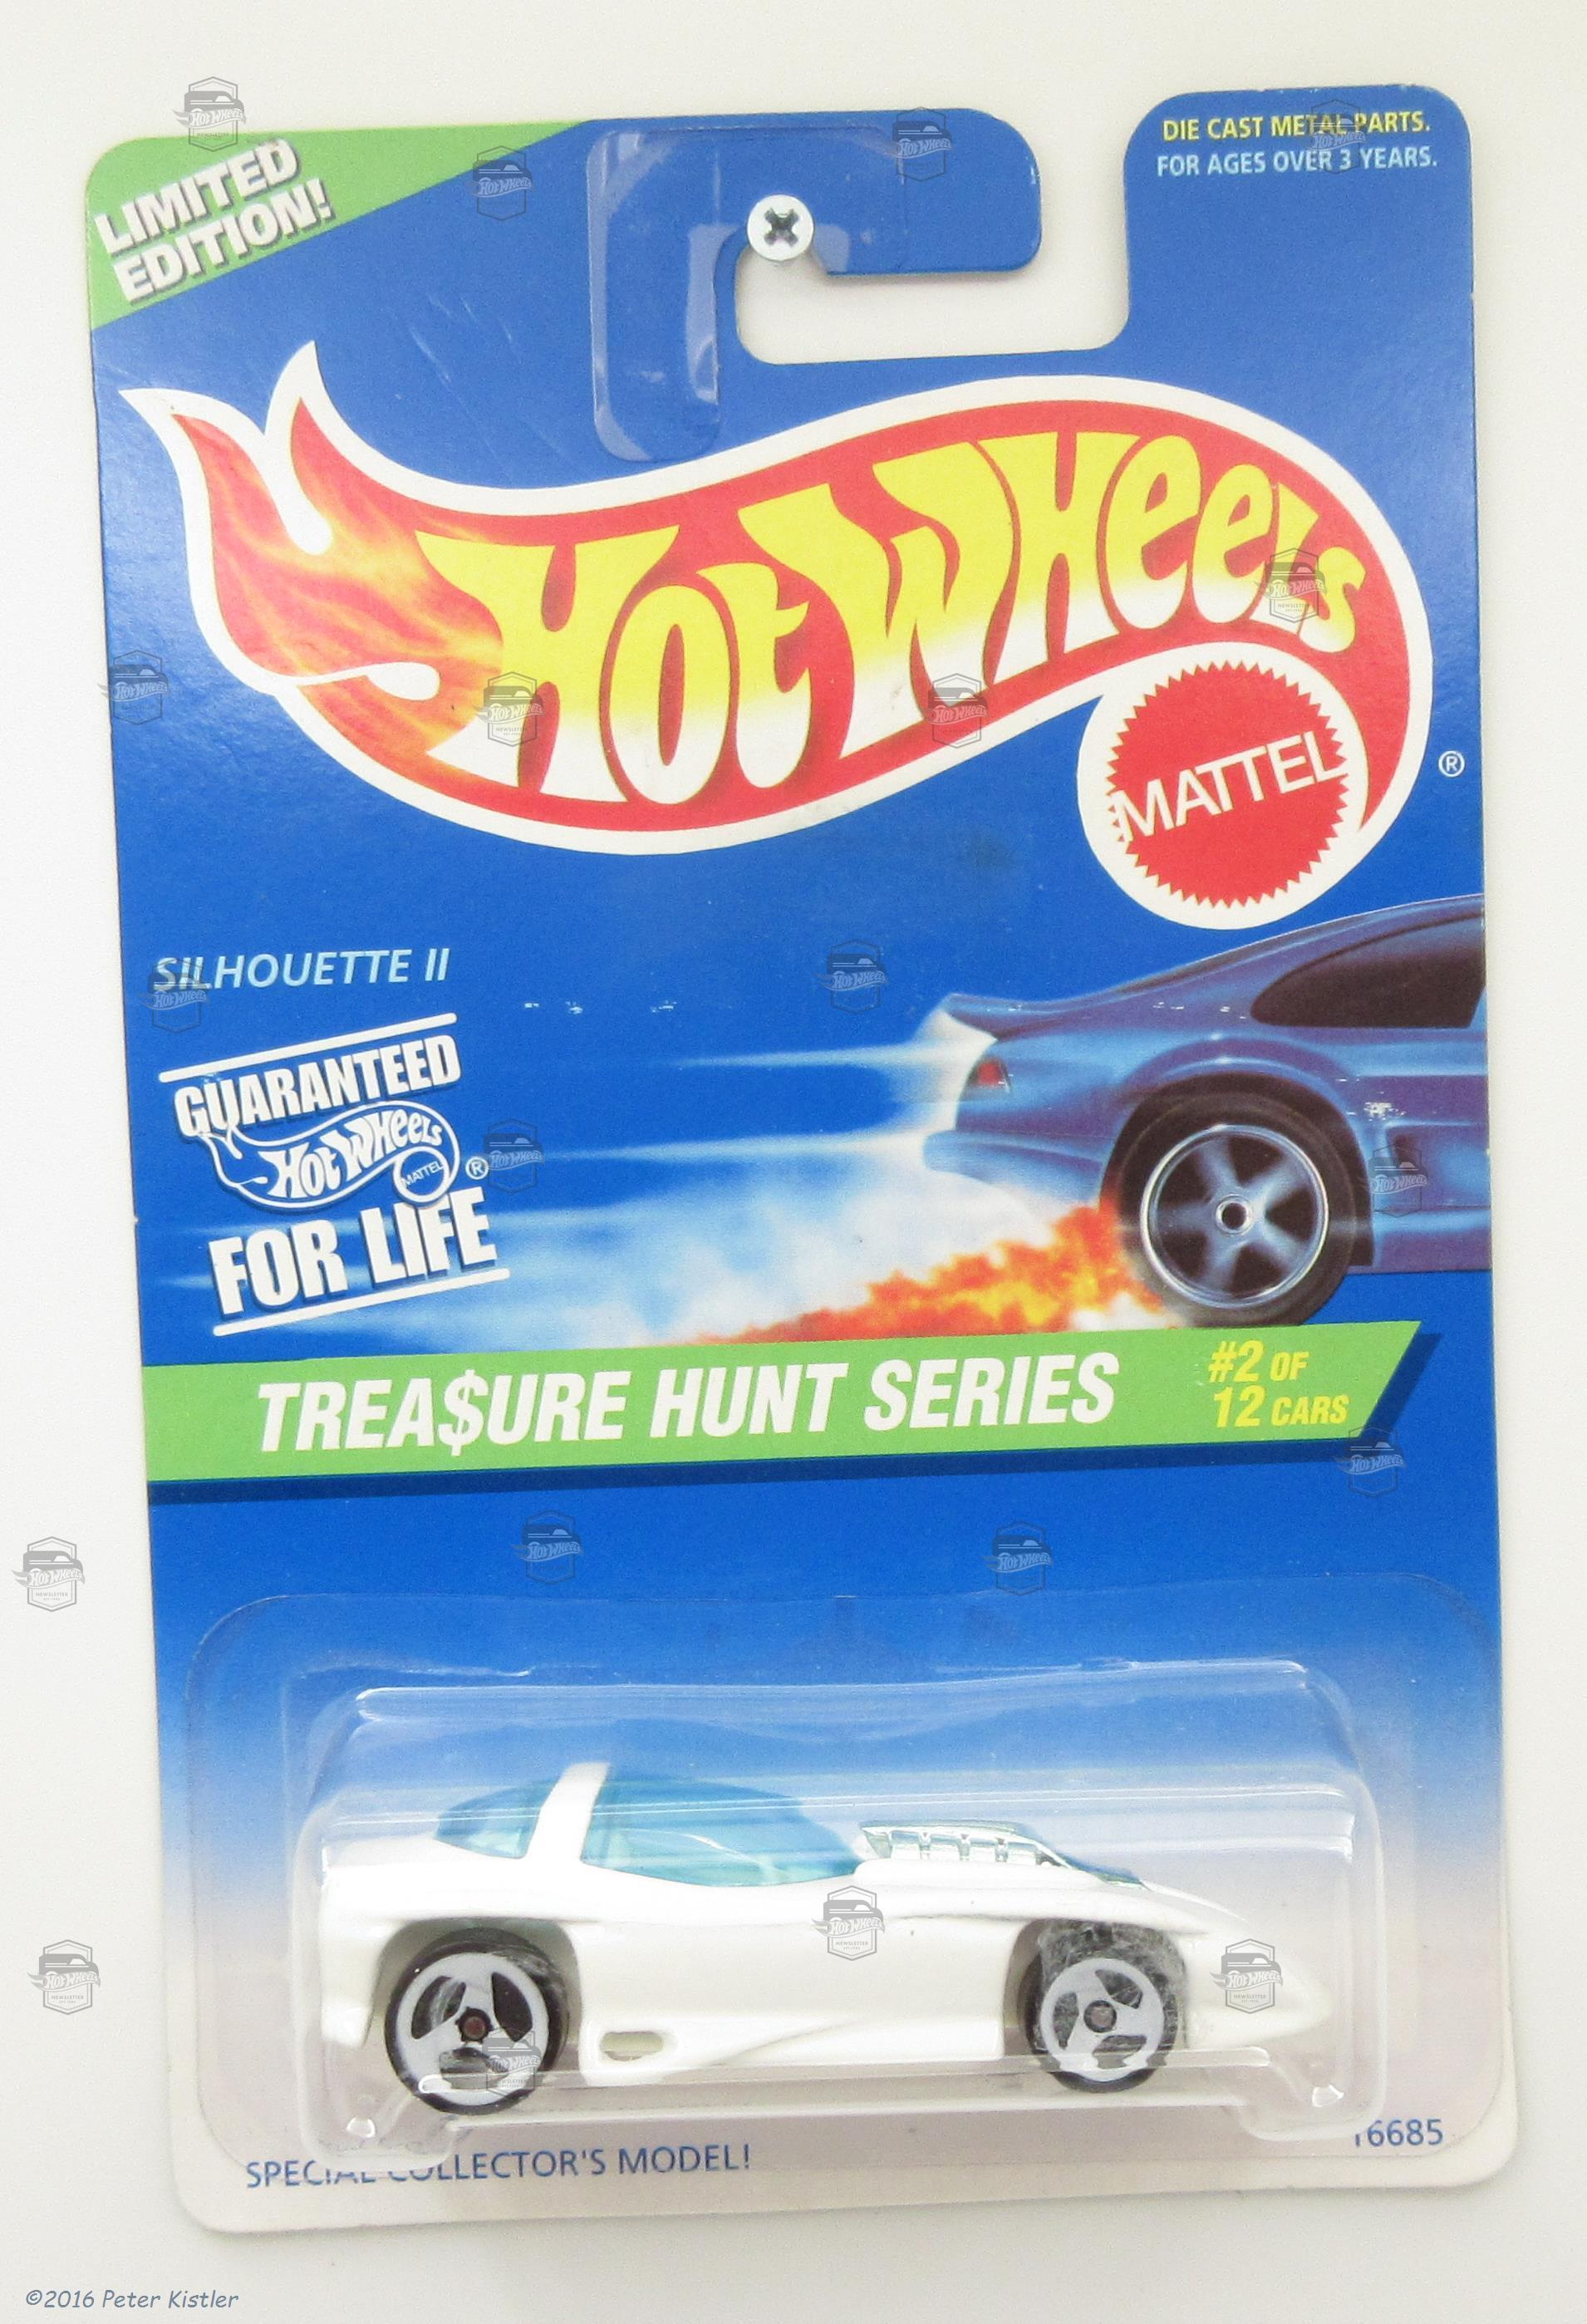 LIMITED
EDITION!
DIE CAST METAL PARTS.
FOR AGES OVER 3 YEARS.
Hot Wheels
MATTEL
®
SILHOUETTE II
GUARANTEED
Hot Wheels
MATTEL
®
FOR LIFE
TREA$URE HUNT SERIES
#2 OF
12 CARS
SPECIAL COLLECTOR'S MODEL!
16685
©2016 Peter Kistler